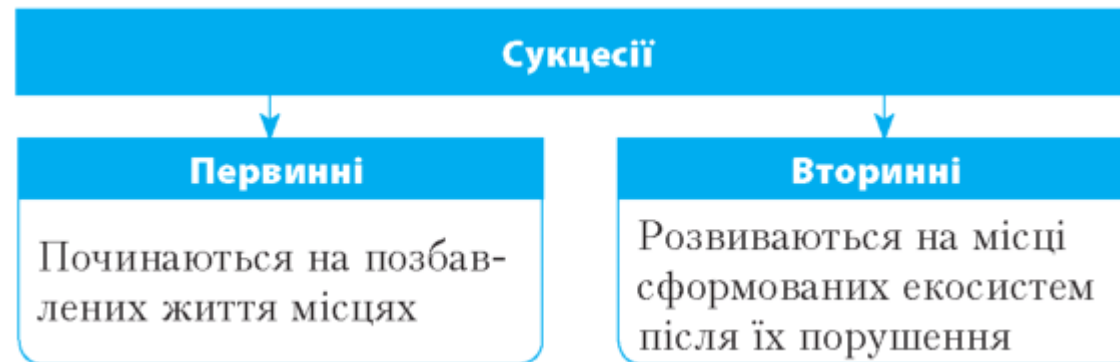 Сукцесії
Первинні
Починаються на позбав-
лених життя місцях
Вторинні
Розвиваються на місці
сформованих екосистем
після їх порушення